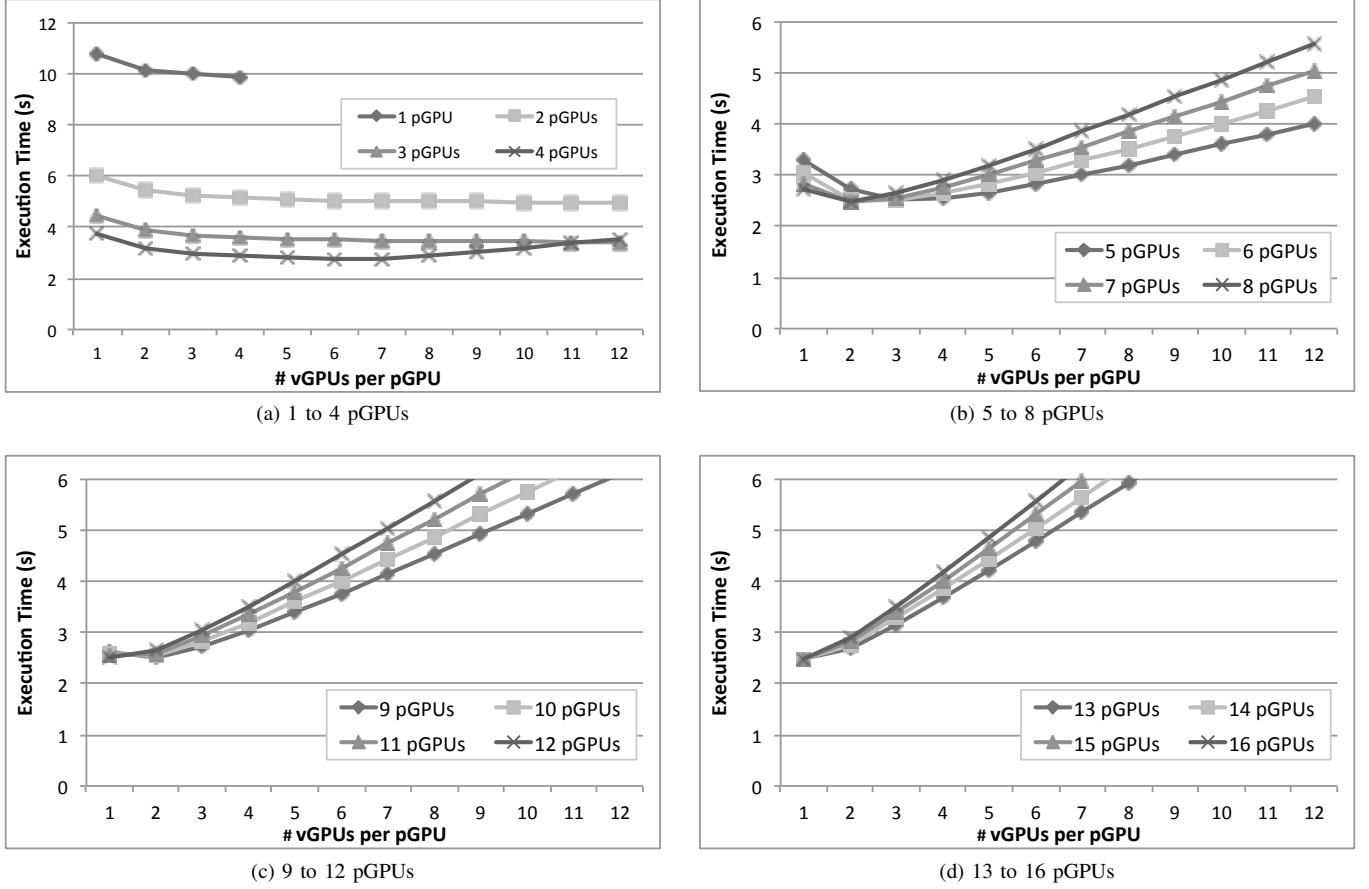 12
10
8
6
4
2
0
Execution Time (s)
1 pGPU
2 pGPUs
3 pGPUs
4 pGPUs
1 2 3 4 5 6 7 8 9 10 11 12
# vGPUs per pGPU
(a) 1 to 4 pGPUs
6
5
4
3
2
1
0
Execution Time (s)
5 pGPUs
6 pGPUs
7 pGPUs
8 pGPUs
1 2 3 4 5 6 7 8 9 10 11 12
# vGPUs per pGPU
(b) 5 to 8 pGPUs
6
5
4
3
2
1
0
Execution Time (s)
9 pGPUs
10 pGPUs
11 pGPUs
12 pGPUs
1 2 3 4 5 6 7 8 9 10 11 12
# vGPUs per pGPU
(c) 9 to 12 pGPUs
6
5
4
3
2
1
0
Execution Time (s)
13 pGPUs
14 pGPUs
15 pGPUs
16 pGPUs
1 2 3 4 5 6 7 8 9 10 11 12
# vGPUs per pGPU
(d) 13 to 16 pGPUs